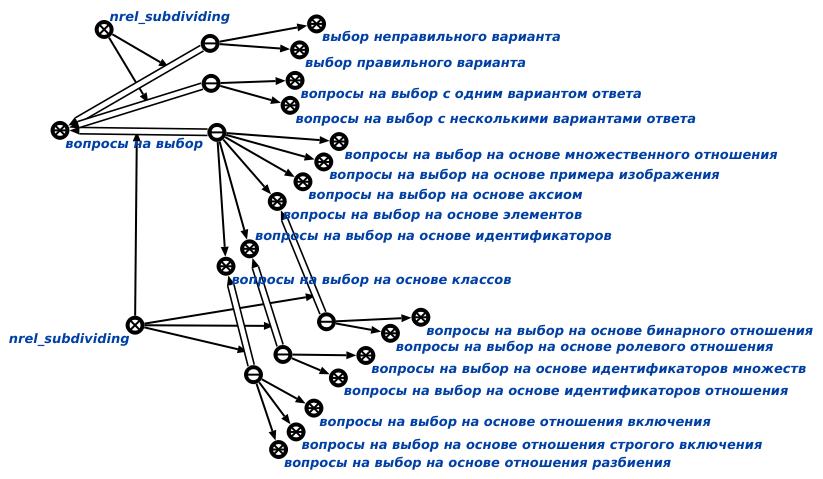 nrel_subdividing
выбор неправильного варианта
выбор правильного варианта
вопросы на выбор с одним вариантом ответа
вопросы на выбор с несколькими вариантами ответа
вопросы на выбор
вопросы на выбор на основе множественного отношения
вопросы на выбор на основе примера изображения
вопросы на выбор на основе аксиом
вопросы на выбор на основе элементов
вопросы на выбор на основе идентификаторов
вопросы на выбор на основе классов
вопросы на выбор на основе бинарного отношения
nrel_subdividing
вопросы на выбор на основе ролевого отношения
вопросы на выбор на основе идентификаторов множеств
вопросы на выбор на основе идентификаторов отношения
вопросы на выбор на основе отношения включения
вопросы на выбор на основе отношения строгого включения
вопросы на выбор на основе отношения разбиения